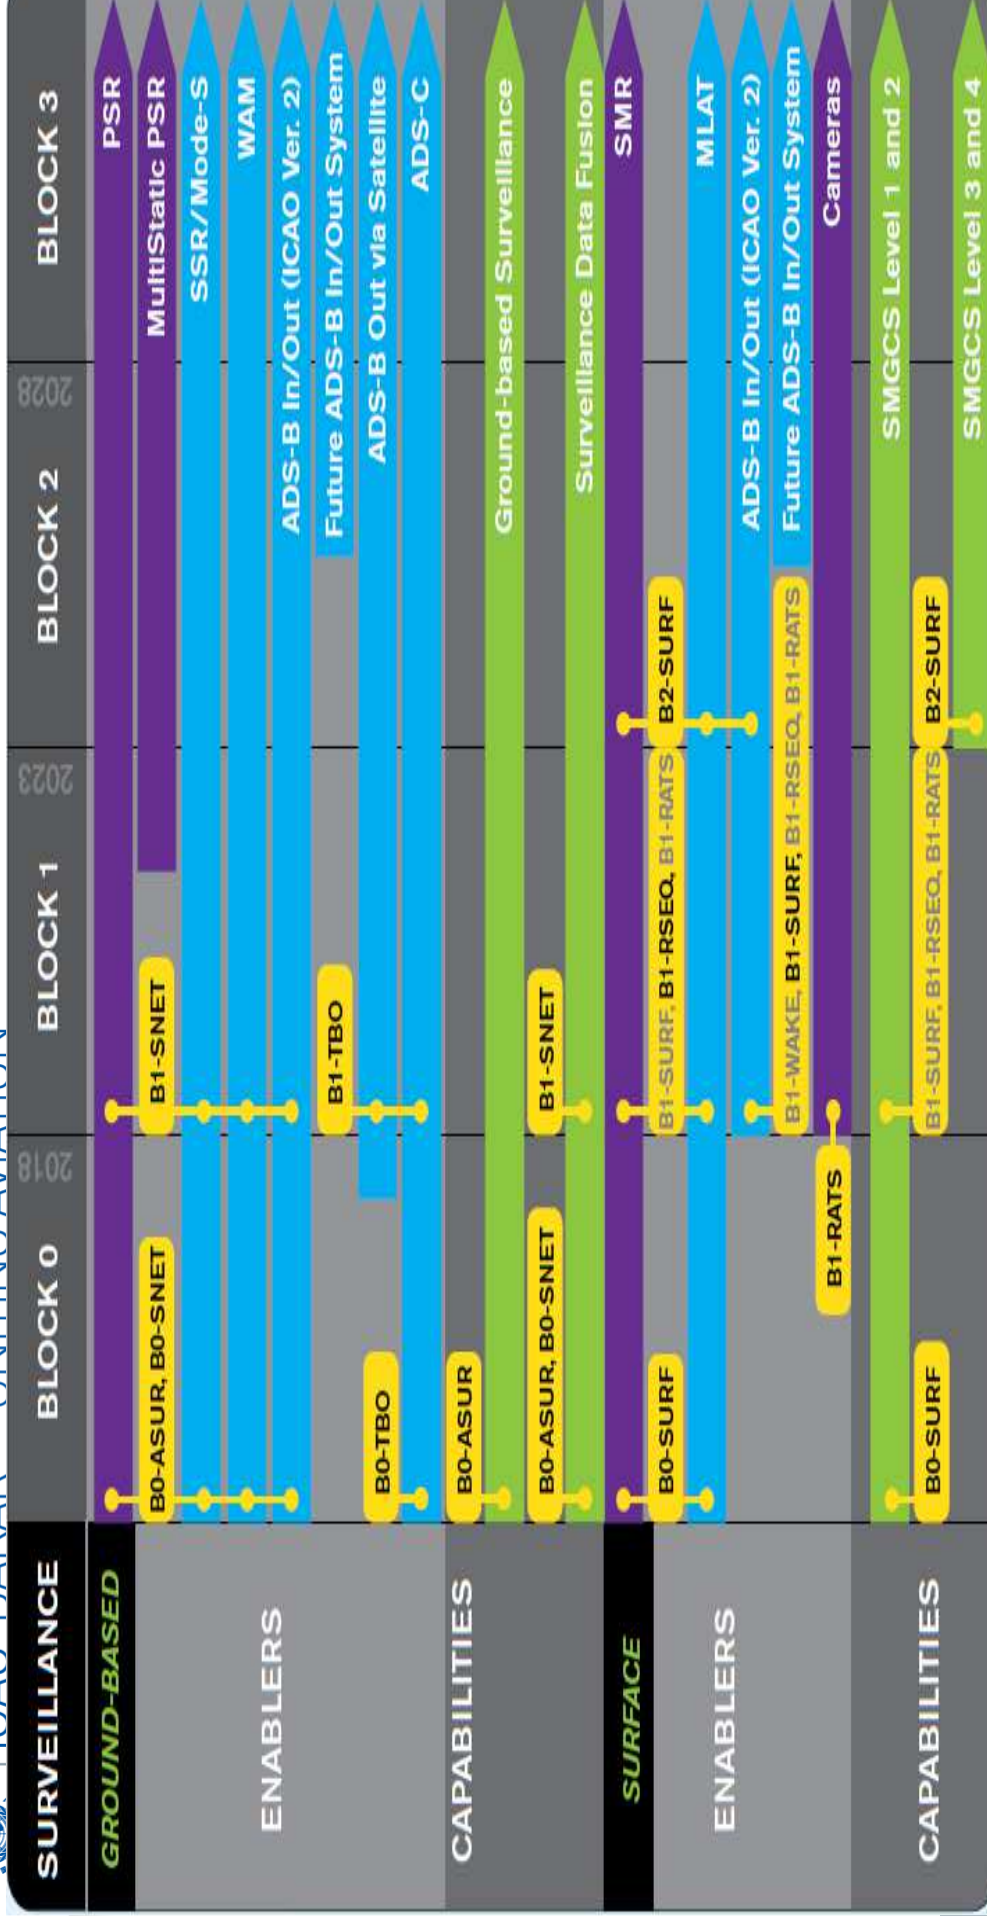 SURVEILLANCE
BLOCK 0
2018
BLOCK 1
2023
BLOCK 2
2028
BLOCK 3
GROUND-BASED
PSR
ENABLERS
B0-ASUR, B0-SNET
B1-SNET
MultiStatic PSR
SSR/Mode-S
WAM
ADS-B In/Out (ICAO Ver. 2)
B1-TBO
Future ADS-B In/Out System
B0-TBO
ADS-B Out via Satellite
ADS-C
CAPABILITIES
B0-ASUR
Ground-based Surveillance
B0-ASUR, B0-SNET
B1-SNET
Surveillance Data Fusion
SURFACE
SMR
ENABLERS
B0-SURF
B1-SURF, B1-RSEQ, B1-RATS
B2-SURF
MLAT
ADS-B In/Out (ICAO Ver. 2)
B1-WAKE, B1-SURF, B1-RSEQ, B1-RATS
Future ADS-B In/Out System
B1-RATS
Cameras
CAPABILITIES
SMGCS Level 1 and 2
B0-SURF
B1-SURF, B1-RSEQ, B1-RATS
B2-SURF
SMGCS Level 3 and 4